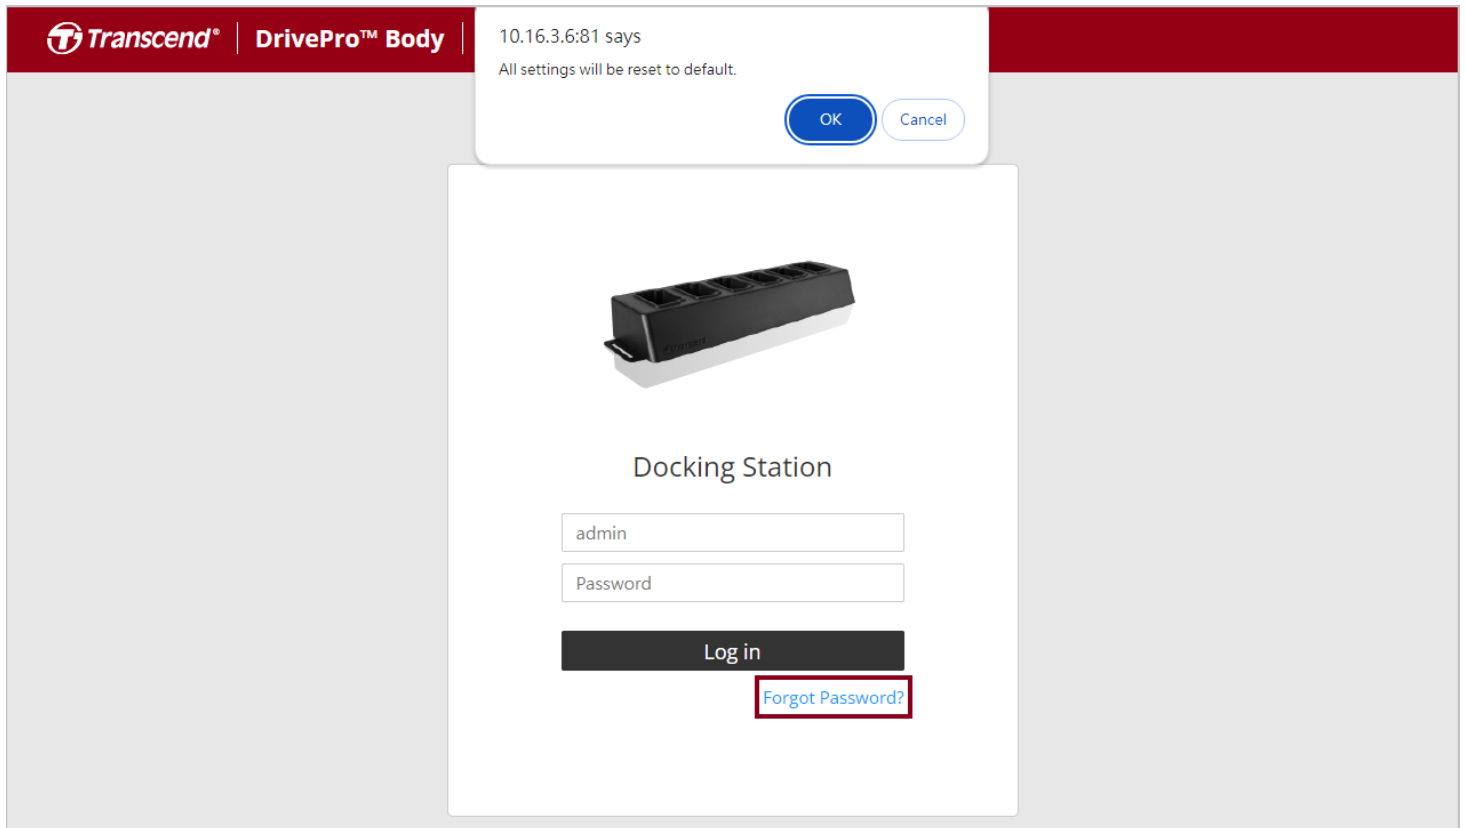 Transcend® DrivePro™ Body
10.16.3.6:81 says
All settings will be reset to default.
OK Cancel
Docking Station
admin
Password
Log in
Forgot Password?